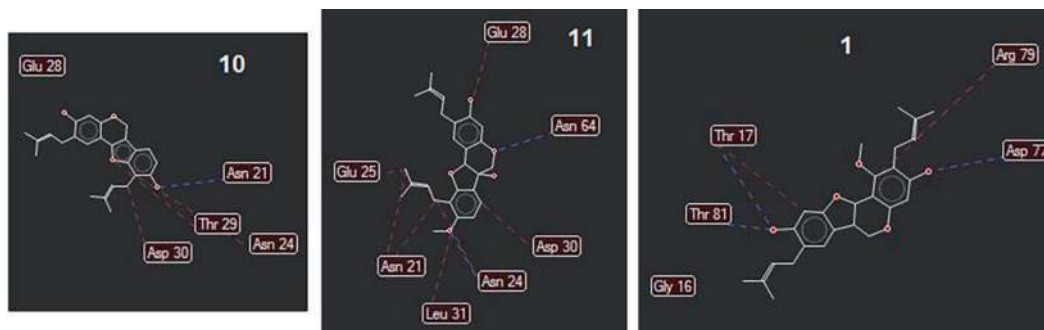 Glu 28
10
Asn 21
Thr 29
Asp 30
Asn 24
Glu 28
11
Asn 64
Glu 25
Asp 30
Asn 21
Asn 24
Leu 31
1
Arg 79
Thr 17
Asp 77
Thr 81
Gly 16